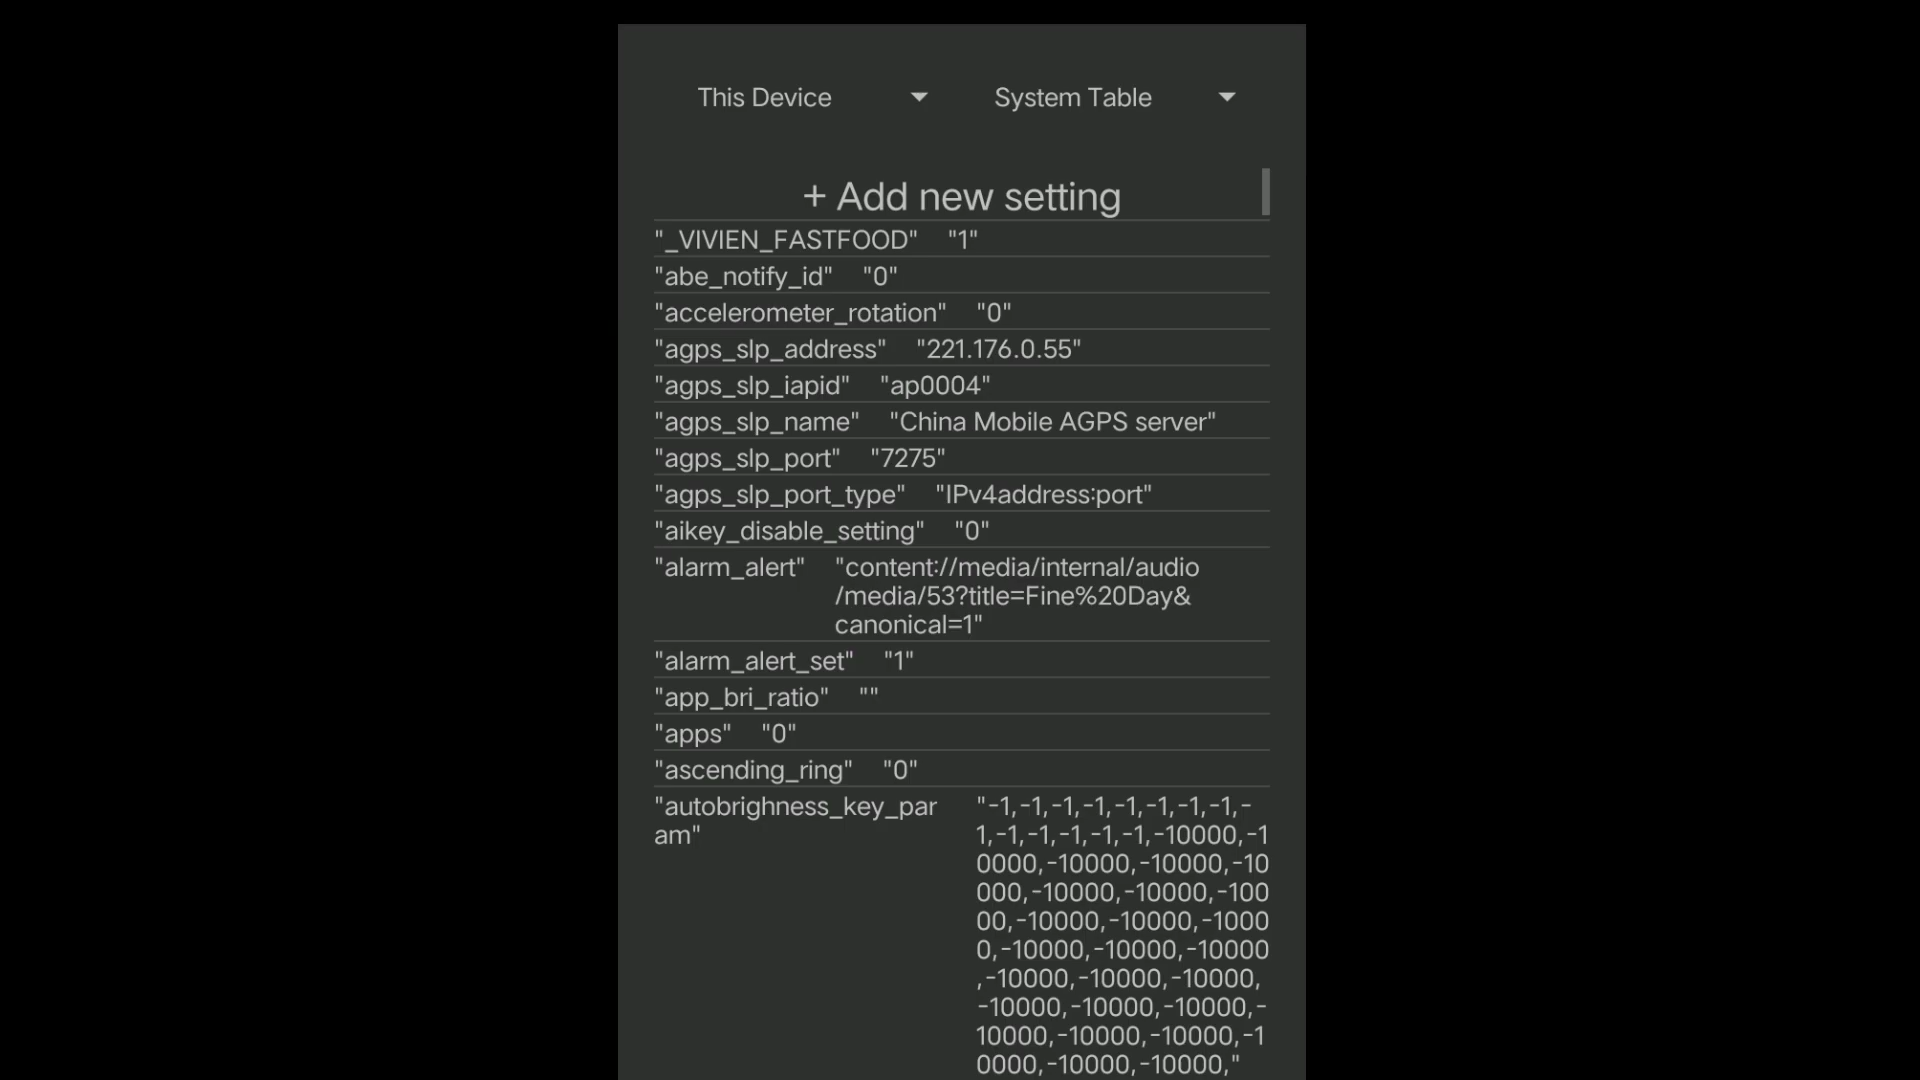 This Device
System Table
+ Add new setting
"_VIVIEN_FASTFOOD" "1"
"abe_notify_id" "0"
"accelerometer_rotation" "0"
"agps_slp_address" "221.176.0.55"
"agps_slp_iapid" "ap0004"
"agps_slp_name" "China Mobile AGPS server"
"agps_slp_port" "7275"
"agps_slp_port_type" "IPv4address:port"
"aikey_disable_setting" "0"
"alarm_alert" "content://media/internal/audio
/media/53?title=Fine%20Day&
canonical=1"
"alarm_alert_set" "1"
"app_bri_ratio" ""
"apps" "0"
"ascending_ring" "0"
"autobrighness_key_par
am"
"-1,-1,-1,-1,-1,-1,-1,-1,-
1,-1,-1,-1,-1,-1,-10000,-1
0000,-10000,-10000,-10
000,-10000,-10000,-100
00,-10000,-10000,-1000
0,-10000,-10000,-10000
,-10000,-10000,-10000,
-10000,-10000,-10000,-
10000,-10000,-10000,-1
0000,-10000,-10000,"